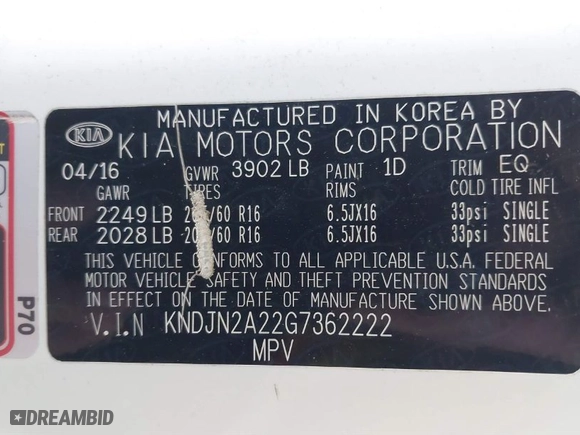 MANUFACTURED IN KOREA BY
KIA KIA MOTORS CORPORATION
04/16 GVWR 3902 LB PAINT 1D TRIM EQ
GAWR TIRES RIMS COLD TIRE INFL
FRONT 2249 LB /60 R16 6.5JX16 33psi SINGLE
REAR 2028 LB /60 R16 6.5JX16 33psi SINGLE
THIS VEHICLE CONFORMS TO ALL APPLICABLE U.S.A. FEDERAL
MOTOR VEHICLE SAFETY AND THEFT PREVENTION STANDARDS
IN EFFECT ON THE DATE OF MANUFACTURE SHOWN ABOVE.
V.I.N KNDJN2A22G7362222
MPV
P70
DREAMBID